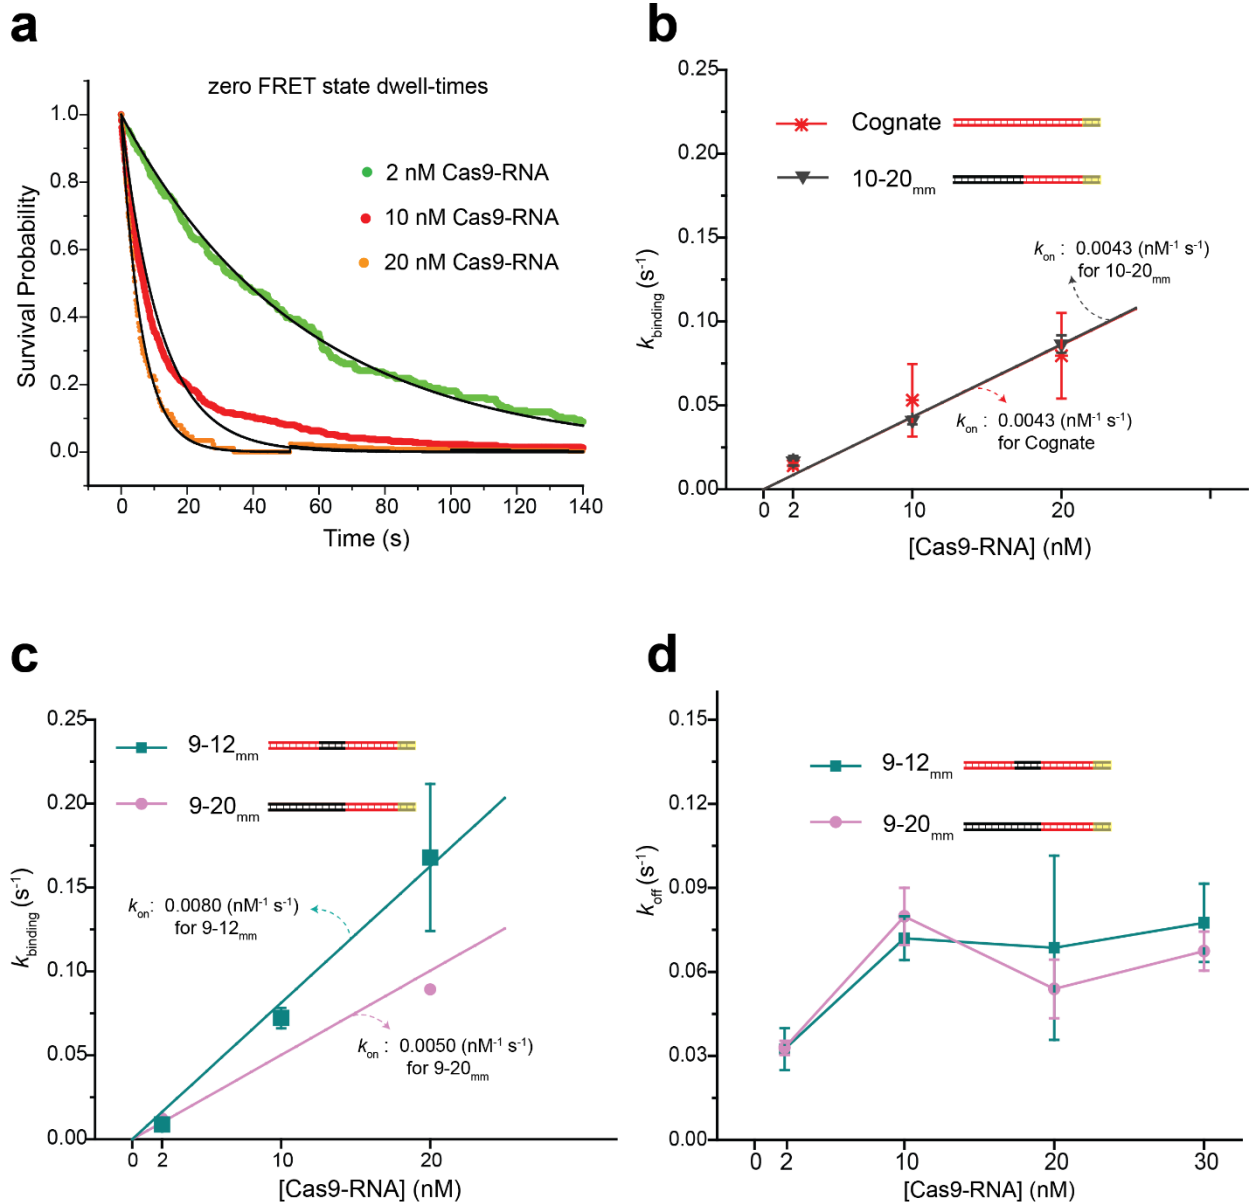 a
zero FRET state dwell-times
Survival Probability
1.0
0.8
0.6
0.4
0.2
0.0
2 nM Cas9-RNA
10 nM Cas9-RNA
20 nM Cas9-RNA
0 20 40 60 80 100 120 140
Time (s)
b
kbinding (s-1)
0.25
0.20
0.15
0.10
0.05
0.00
Cognate
10-20mm
kon : 0.0043 (nM-1 s-1)
for 10-20mm
kon : 0.0043 (nM-1 s-1)
for Cognate
0 2 10 20
[Cas9-RNA] (nM)
c
kbinding (s-1)
0.25
0.20
0.15
0.10
0.05
0.00
9-12mm
9-20mm
kon: 0.0080 (nM-1 s-1)
for 9-12mm
kon : 0.0050 (nM-1 s-1)
for 9-20mm
0 2 10 20
[Cas9-RNA] (nM)
d
koff (s-1)
0.15
0.12
0.09
0.06
0.03
0.00
9-12mm
9-20mm
0 2 10 20 30
[Cas9-RNA] (nM)